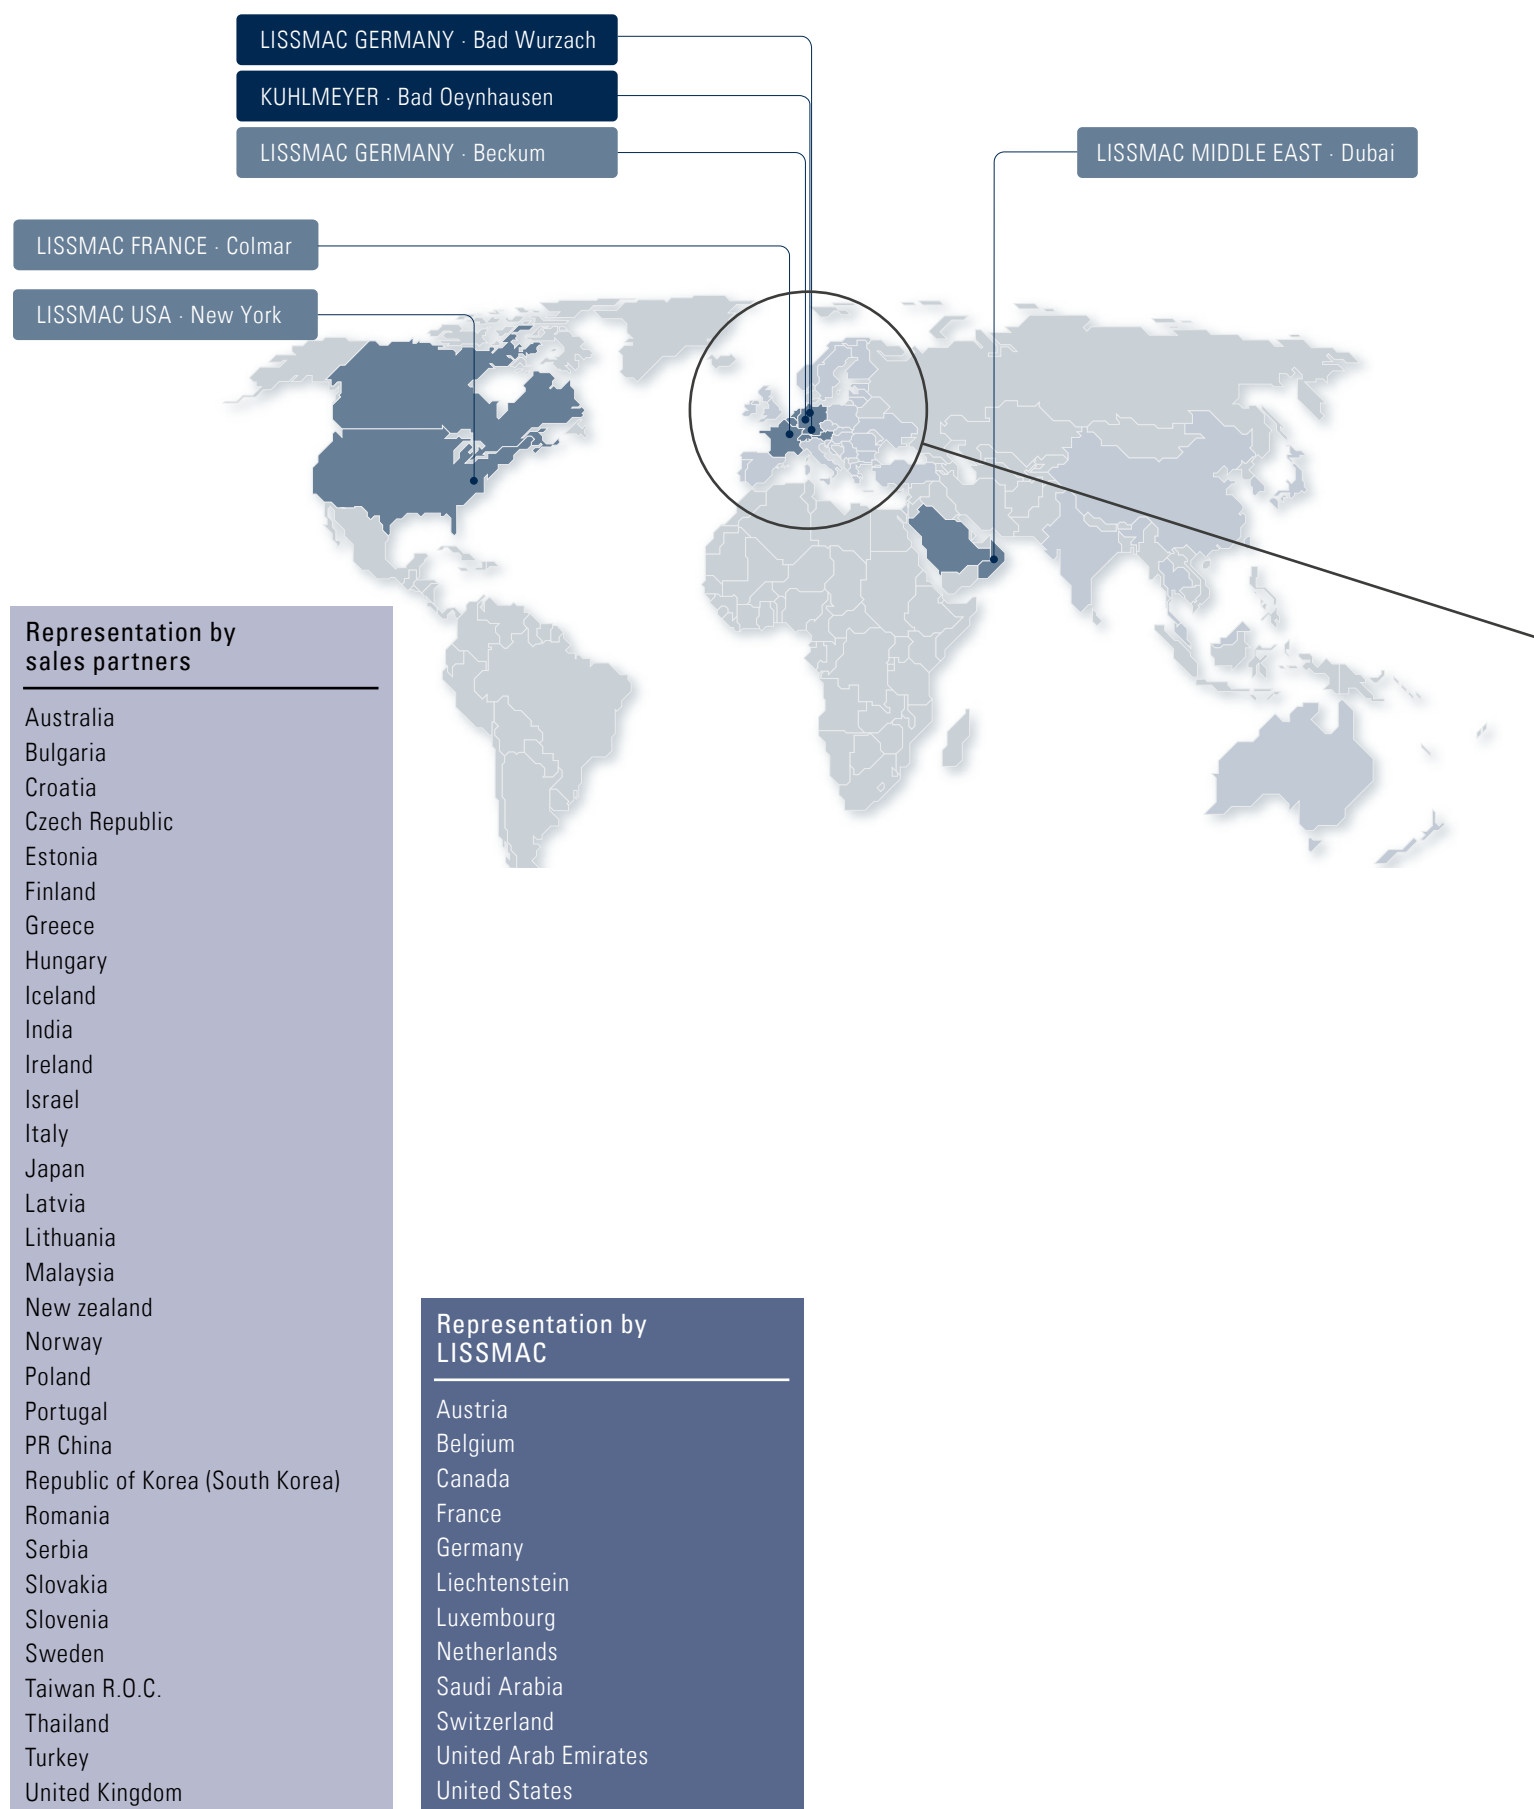 LISSMAC GERMANY · Bad Wurzach
KUHLMEYER · Bad Oeynhausen
LISSMAC GERMANY · Beckum
LISSMAC MIDDLE EAST · Dubai
LISSMAC FRANCE · Colmar
LISSMAC USA · New York
Representation by
sales partners
Australia
Bulgaria
Croatia
Czech Republic
Estonia
Finland
Greece
Hungary
Iceland
India
Ireland
Israel
Italy
Japan
Latvia
Lithuania
Malaysia
New zealand
Norway
Poland
Portugal
PR China
Republic of Korea (South Korea)
Romania
Serbia
Slovakia
Slovenia
Sweden
Taiwan R.O.C.
Thailand
Turkey
United Kingdom
Representation by
LISSMAC
Austria
Belgium
Canada
France
Germany
Liechtenstein
Luxembourg
Netherlands
Saudi Arabia
Switzerland
United Arab Emirates
United States